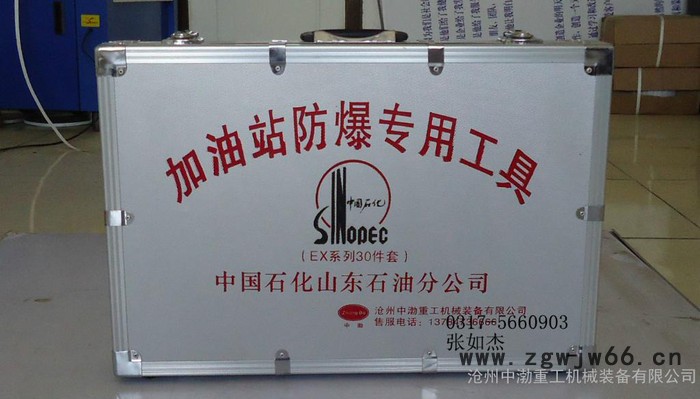 加油站防爆专用工具
中国石化
SINOPEC
（EX系列30件套）
中国石化山东石油分公司
沧州中渤重工机械装备有限公司
中渤
售服电话：
0317-5660903
张如杰
www.zgwjw66.cn
沧州中渤重工机械装备有限公司